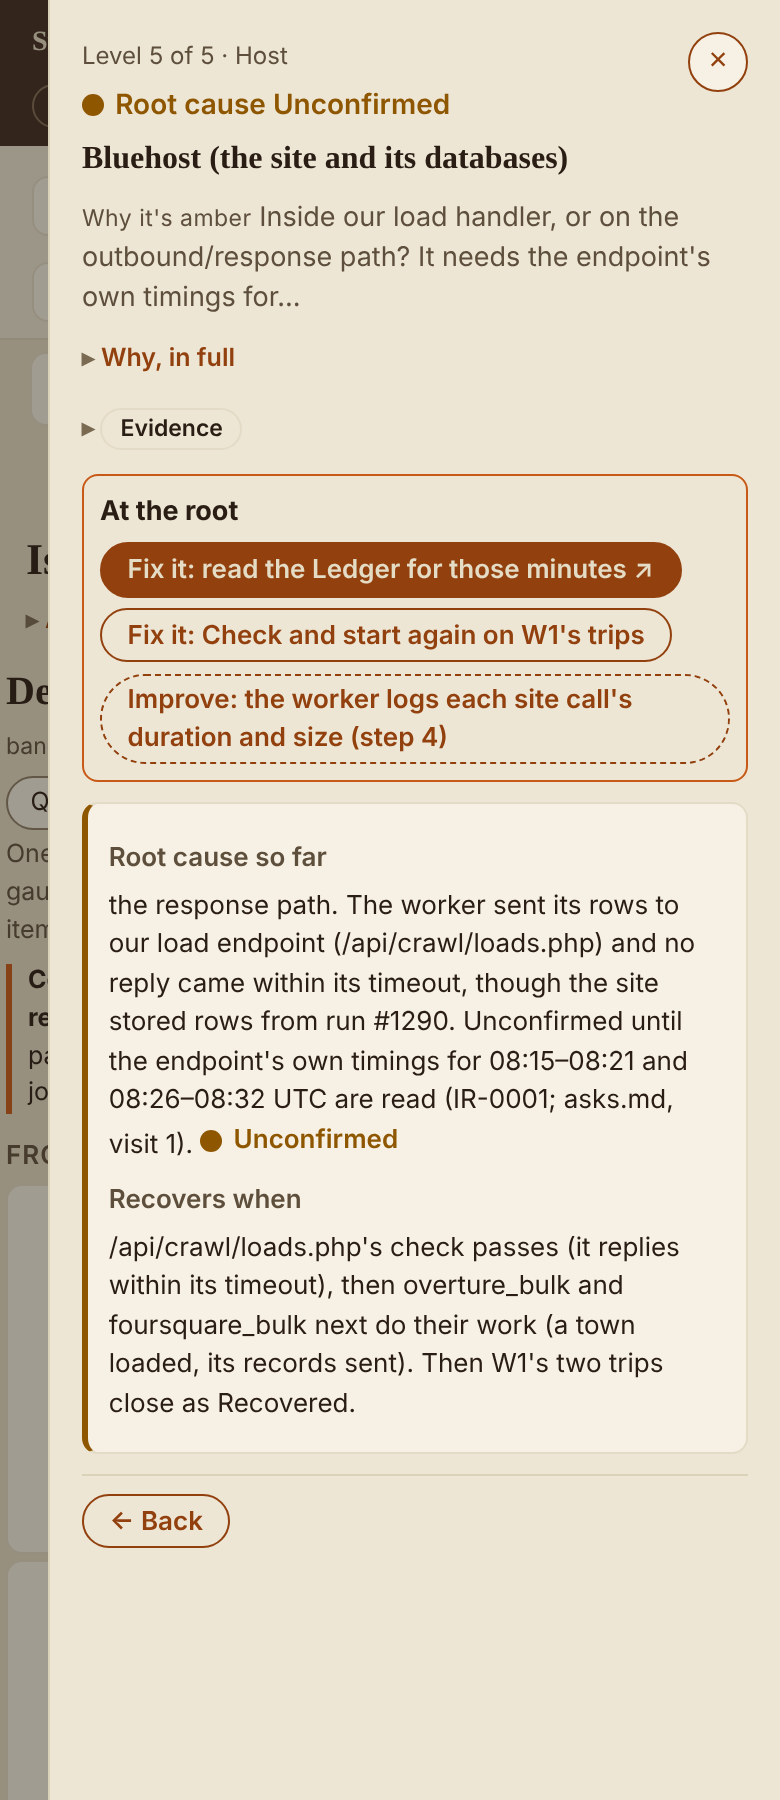 Level 5 of 5 · Host
×
Root cause Unconfirmed
Bluehost (the site and its databases)
Why it's amber Inside our load handler, or on the
outbound/response path? It needs the endpoint's
own timings for...
▸ Why, in full
▸ Evidence
At the root
Fix it: read the Ledger for those minutes ↗
Fix it: Check and start again on W1's trips
Improve: the worker logs each site call's
duration and size (step 4)
Root cause so far
the response path. The worker sent its rows to
our load endpoint (/api/crawl/loads.php) and no
reply came within its timeout, though the site
stored rows from run #1290. Unconfirmed until
the endpoint's own timings for 08:15–08:21 and
08:26–08:32 UTC are read (IR-0001; asks.md,
visit 1). Unconfirmed
Recovers when
/api/crawl/loads.php's check passes (it replies
within its timeout), then overture_bulk and
foursquare_bulk next do their work (a town
loaded, its records sent). Then W1's two trips
close as Recovered.
← Back